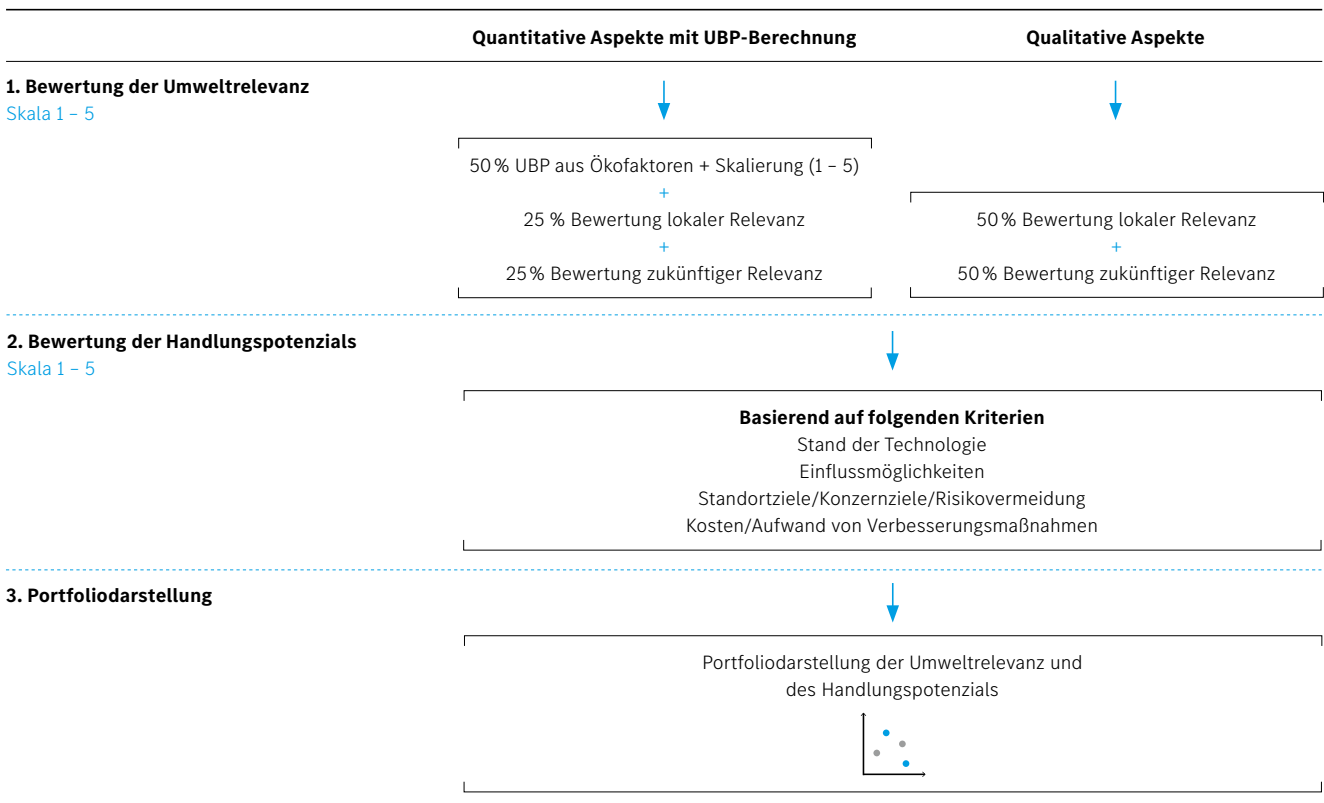 Quantitative Aspekte mit UBP-Berechnung
Qualitative Aspekte
1. Bewertung der Umweltrelevanz
Skala 1 – 5
50 % UBP aus Ökofaktoren + Skalierung (1 – 5)
+
25 % Bewertung lokaler Relevanz
+
25 % Bewertung zukünftiger Relevanz
50 % Bewertung lokaler Relevanz
+
50 % Bewertung zukünftiger Relevanz
2. Bewertung der Handlungspotenzials
Skala 1 – 5
Basierend auf folgenden Kriterien
Stand der Technologie
Einflussmöglichkeiten
Standortziele/Konzernziele/Risikovermeidung
Kosten/Aufwand von Verbesserungsmaßnahmen
3. Portfoliodarstellung
Portfoliodarstellung der Umweltrelevanz und
des Handlungspotenzials